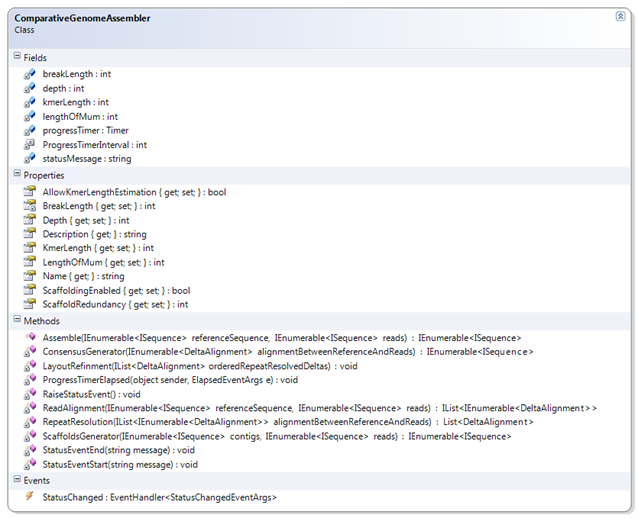 ComparativeGenomeAssembler
Class
Fields
breakLength : int
depth : int
kmerLength : int
lengthOfMum : int
progressTimer : Timer
ProgressTimerInterval : int
statusMessage : string
Properties
AllowKmerLengthEstimation { get; set; } : bool
BreakLength { get; set; } : int
Depth { get; set; } : int
Description { get; } : string
KmerLength { get; set; } : int
LengthOfMum { get; set; } : int
Name { get; } : string
ScaffoldingEnabled { get; set; } : bool
ScaffoldRedundancy { get; set; } : int
Methods
Assemble(IEnumerable<ISequence> referenceSequence, IEnumerable<ISequence> reads) : IEnumerable<ISequence>
ConsensusGenerator(IEnumerable<DeltaAlignment> alignmentBetweenReferenceAndReads) : IEnumerable<ISequence>
LayoutRefinment(IList<DeltaAlignment> orderedRepeatResolvedDeltas) : void
ProgressTimerElapsed(object sender, ElapsedEventArgs e) : void
RaiseStatusEvent() : void
ReadAlignment(IEnumerable<ISequence> referenceSequence, IEnumerable<ISequence> reads) : IList<IEnumerable<DeltaAlignment>>
RepeatResolution(IList<IEnumerable<DeltaAlignment>> alignmentBetweenReferenceAndReads) : List<DeltaAlignment>
ScaffoldsGenerator(IEnumerable<ISequence> contigs, IEnumerable<ISequence> reads) : IEnumerable<ISequence>
StatusEventEnd(string message) : void
StatusEventStart(string message) : void
Events
StatusChanged : EventHandler<StatusChangedEventArgs>